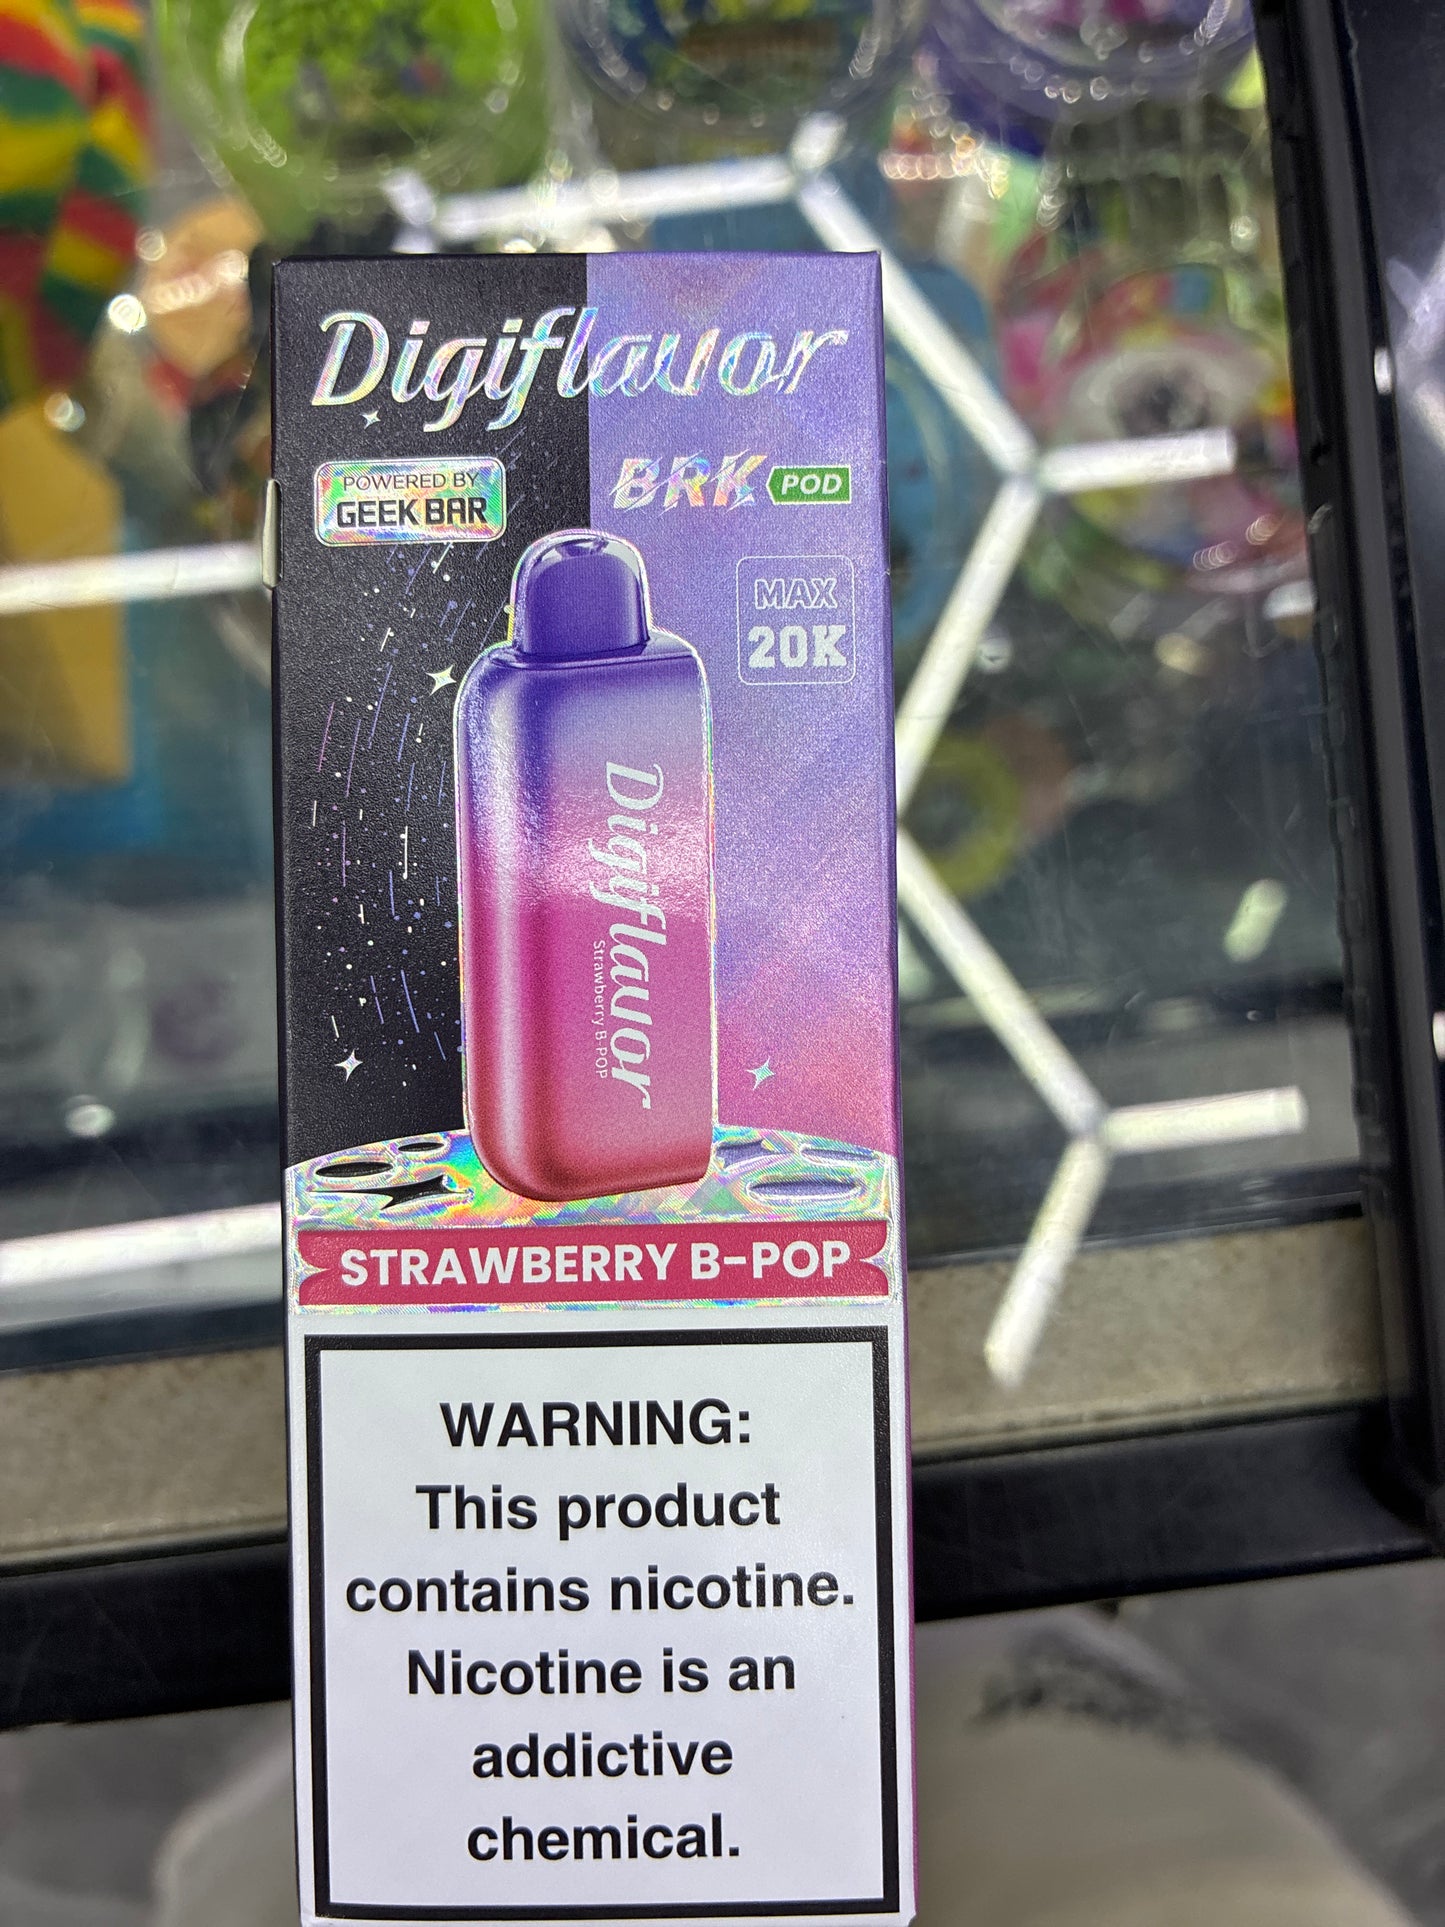 Digiflavor
POWERED BY
GEEK BAR
BRK POD
MAX
20K
Digiflavor
Strawberry B-POP
STRAWBERRY B-POP
WARNING:
This product
contains nicotine.
Nicotine is an
addictive
chemical.